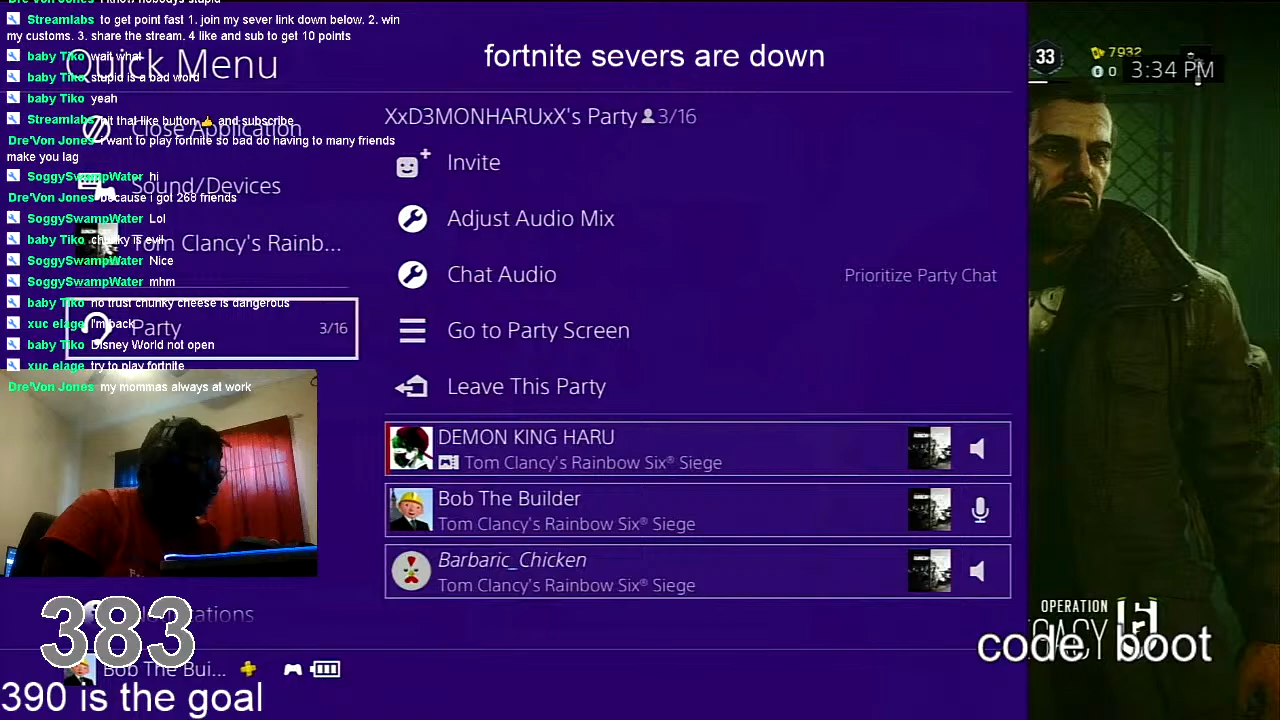 Dre'Von Jones I know nobodys stupid
Streamlabs to get point fast 1. join my sever link down below. 2. win
my customs. 3. share the stream. 4 like and sub to get 10 points
baby Tiko wait what
baby Tiko stupid is a bad word
baby Tiko yeah
Streamlabs hit that like button 👍 and subscribe
Dre'Von Jones i want to play fortnite so bad do having to many friends
make you lag
SoggySwampWater hi
Dre'Von Jones because i got 268 friends
SoggySwampWater Lol
baby Tiko chunky is evil
SoggySwampWater Nice
SoggySwampWater mhm
baby Tiko no trust chunky cheese is dangerous
xuc elage I'm back
baby Tiko Disney World not open
xuc elage try to play fortnite
Dre'Von Jones my mommas always at work
Quick Menu
Close Application
Sound/Devices
Tom Clancy's Rainb...
Party 3/16
Notifications
Bob The Bui...
383
390 is the goal
fortnite severs are down
XxD3MONHARUxX's Party 3/16
Invite
Adjust Audio Mix
Chat Audio Prioritize Party Chat
Go to Party Screen
Leave This Party
DEMON KING HARU
Tom Clancy's Rainbow Six® Siege
Bob The Builder
Tom Clancy's Rainbow Six® Siege
Barbaric_Chicken
Tom Clancy's Rainbow Six® Siege
33
7932
0
3:34 PM
OPERATION
code boot